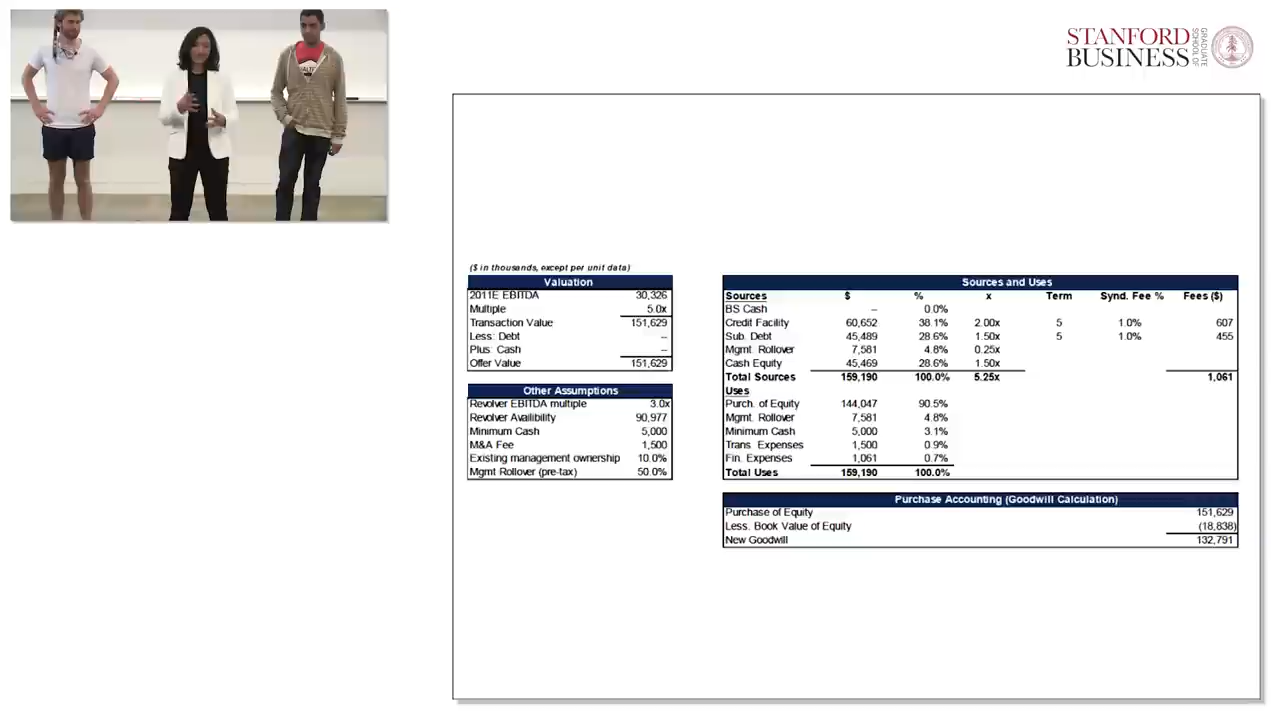 STANFORD
BUSINESS
GRADUATE
SCHOOL OF
($ in thousands, except per unit data)
Valuation
2011E EBITDA 30,326
Multiple 5.0x
Transaction Value 151,629
Less: Debt –
Plus: Cash –
Offer Value 151,629
Other Assumptions
Revolver EBITDA multiple 3.0x
Revolver Availibility 90,977
Minimum Cash 5,000
M&A Fee 1,500
Existing management ownership 10.0%
Mgmt Rollover (pre-tax) 50.0%
Sources and Uses
Sources $ % x Term Synd. Fee % Fees ($)
BS Cash – 0.0%
Credit Facility 60,652 38.1% 2.00x 5 1.0% 607
Sub. Debt 45,489 28.6% 1.50x 5 1.0% 455
Mgmt. Rollover 7,581 4.8% 0.25x
Cash Equity 45,469 28.6% 1.50x
Total Sources 159,190 100.0% 5.25x 1,061
Uses
Purch. of Equity 144,047 90.5%
Mgmt. Rollover 7,581 4.8%
Minimum Cash 5,000 3.1%
Trans. Expenses 1,500 0.9%
Fin. Expenses 1,061 0.7%
Total Uses 159,190 100.0%
Purchase Accounting (Goodwill Calculation)
Purchase of Equity 151,629
Less. Book Value of Equity (18,838)
New Goodwill 132,791